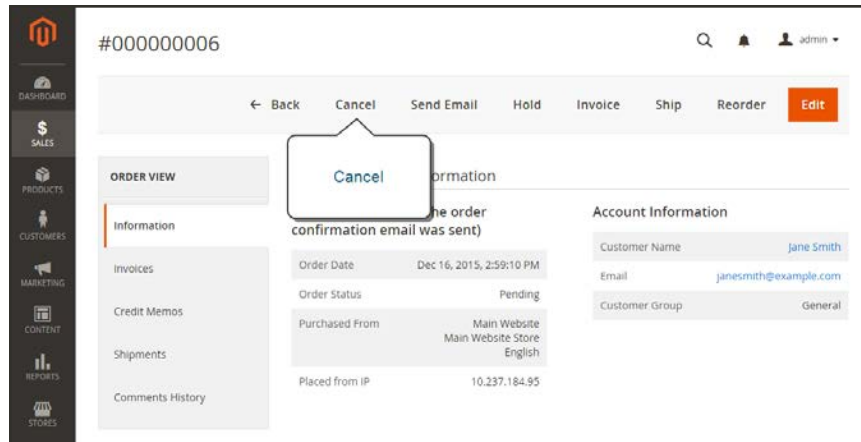 #000000006
admin
DASHBOARD
SALES
PRODUCTS
CUSTOMERS
MARKETING
CONTENT
REPORTS
STORES
← Back Cancel Send Email Hold Invoice Ship Reorder Edit
Cancel
ORDER VIEW
Information
Invoices
Credit Memos
Shipments
Comments History
ormation
he order
confirmation email was sent)
Order Date Dec 16, 2015, 2:59:10 PM
Order Status Pending
Purchased From Main Website
Main Website Store
English
Placed from IP 10.237.184.95
Account Information
Customer Name Jane Smith
Email janesmith@example.com
Customer Group General